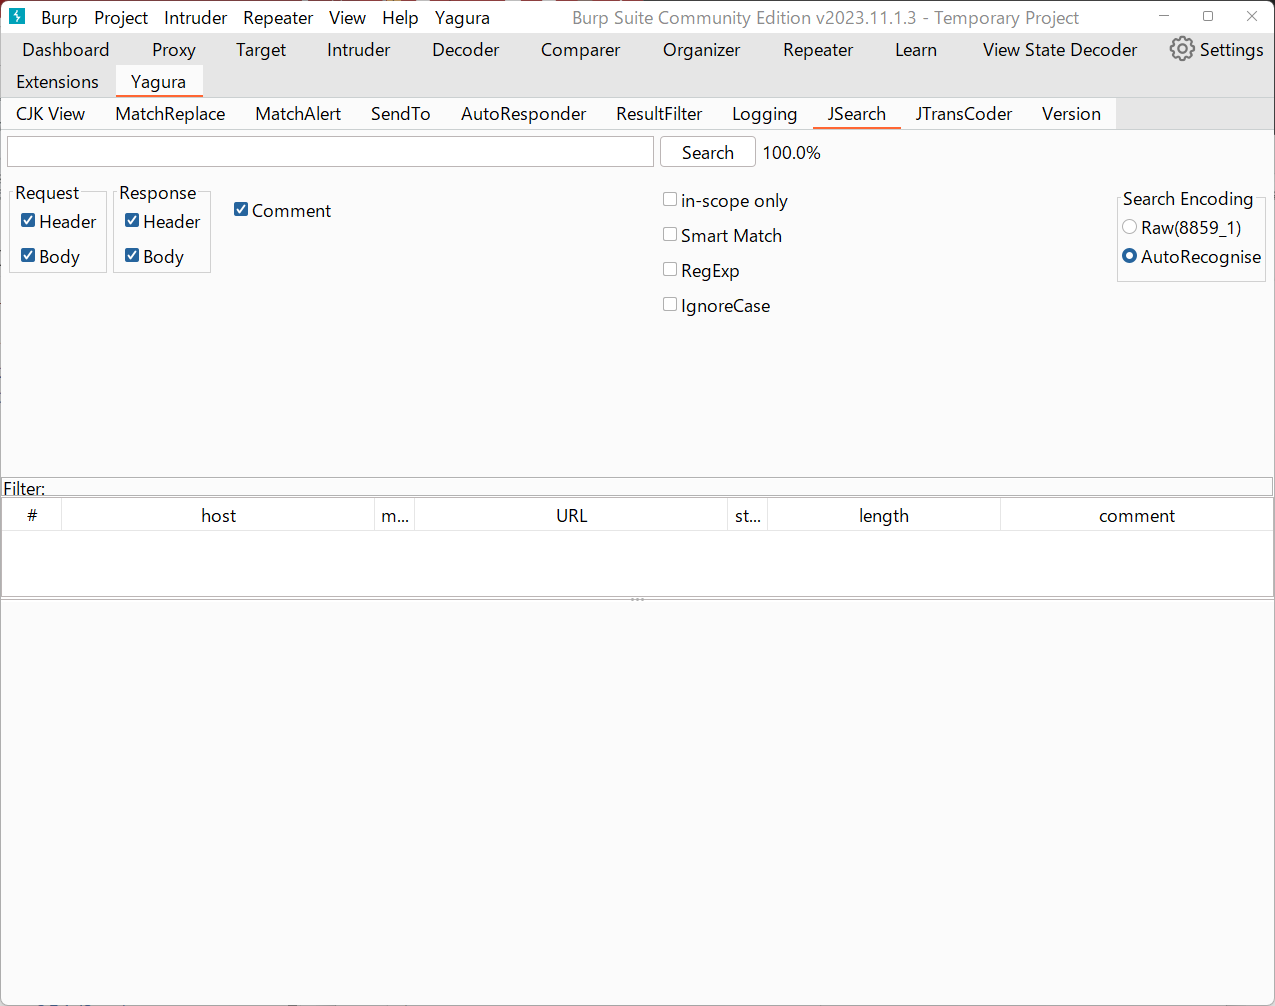 Burp Project Intruder Repeater View Help Yagura Burp Suite Community Edition v2023.11.1.3 - Temporary Project
Dashboard Proxy Target Intruder Decoder Comparer Organizer Repeater Learn View State Decoder Settings
Extensions Yagura
CJK View MatchReplace MatchAlert SendTo AutoResponder ResultFilter Logging JSearch JTransCoder Version
Search 100.0%
Request Response Search Encoding
Header Header Comment in-scope only Raw(8859_1)
Body Body Smart Match AutoRecognise
RegExp
IgnoreCase
Filter:
# host m... URL st... length comment